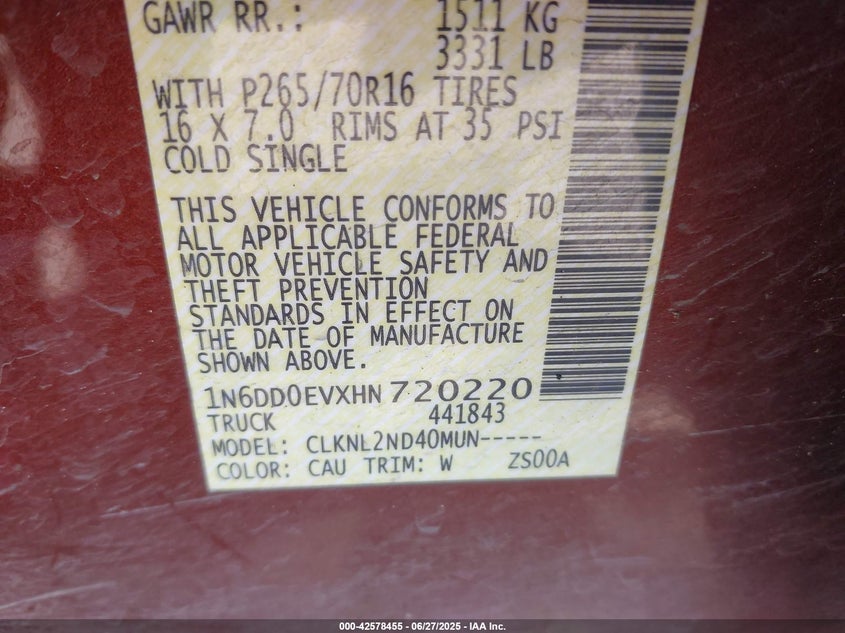 GAWR RR.: 1511 KG
3331 LB
WITH P265/70R16 TIRES
16 X 7.0 RIMS AT 35 PSI
COLD SINGLE
THIS VEHICLE CONFORMS TO
ALL APPLICABLE FEDERAL
MOTOR VEHICLE SAFETY AND
THEFT PREVENTION
STANDARDS IN EFFECT ON
THE DATE OF MANUFACTURE
SHOWN ABOVE.
1N6DD0EVXHN 720220
TRUCK 441843
MODEL: CLKNL2ND40MUN-----
COLOR: CAU TRIM: W ZS00A
000-42578455 | 06/27/2025 - IAA Inc.